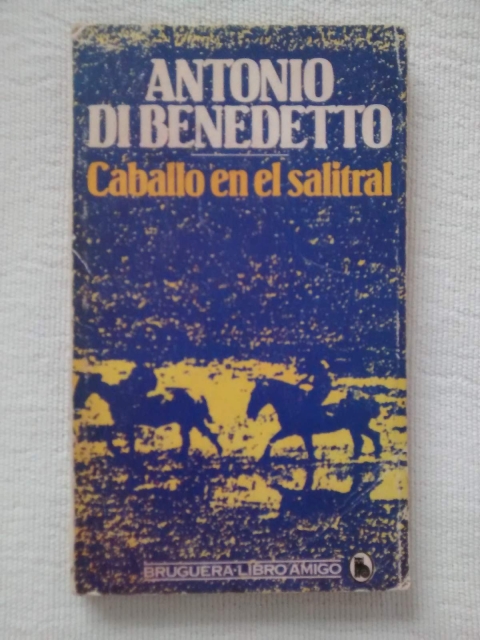 ANTONIO
DI BENEDETTO
Caballo en el salitral
BRUGUERA-LIBRO AMIGO